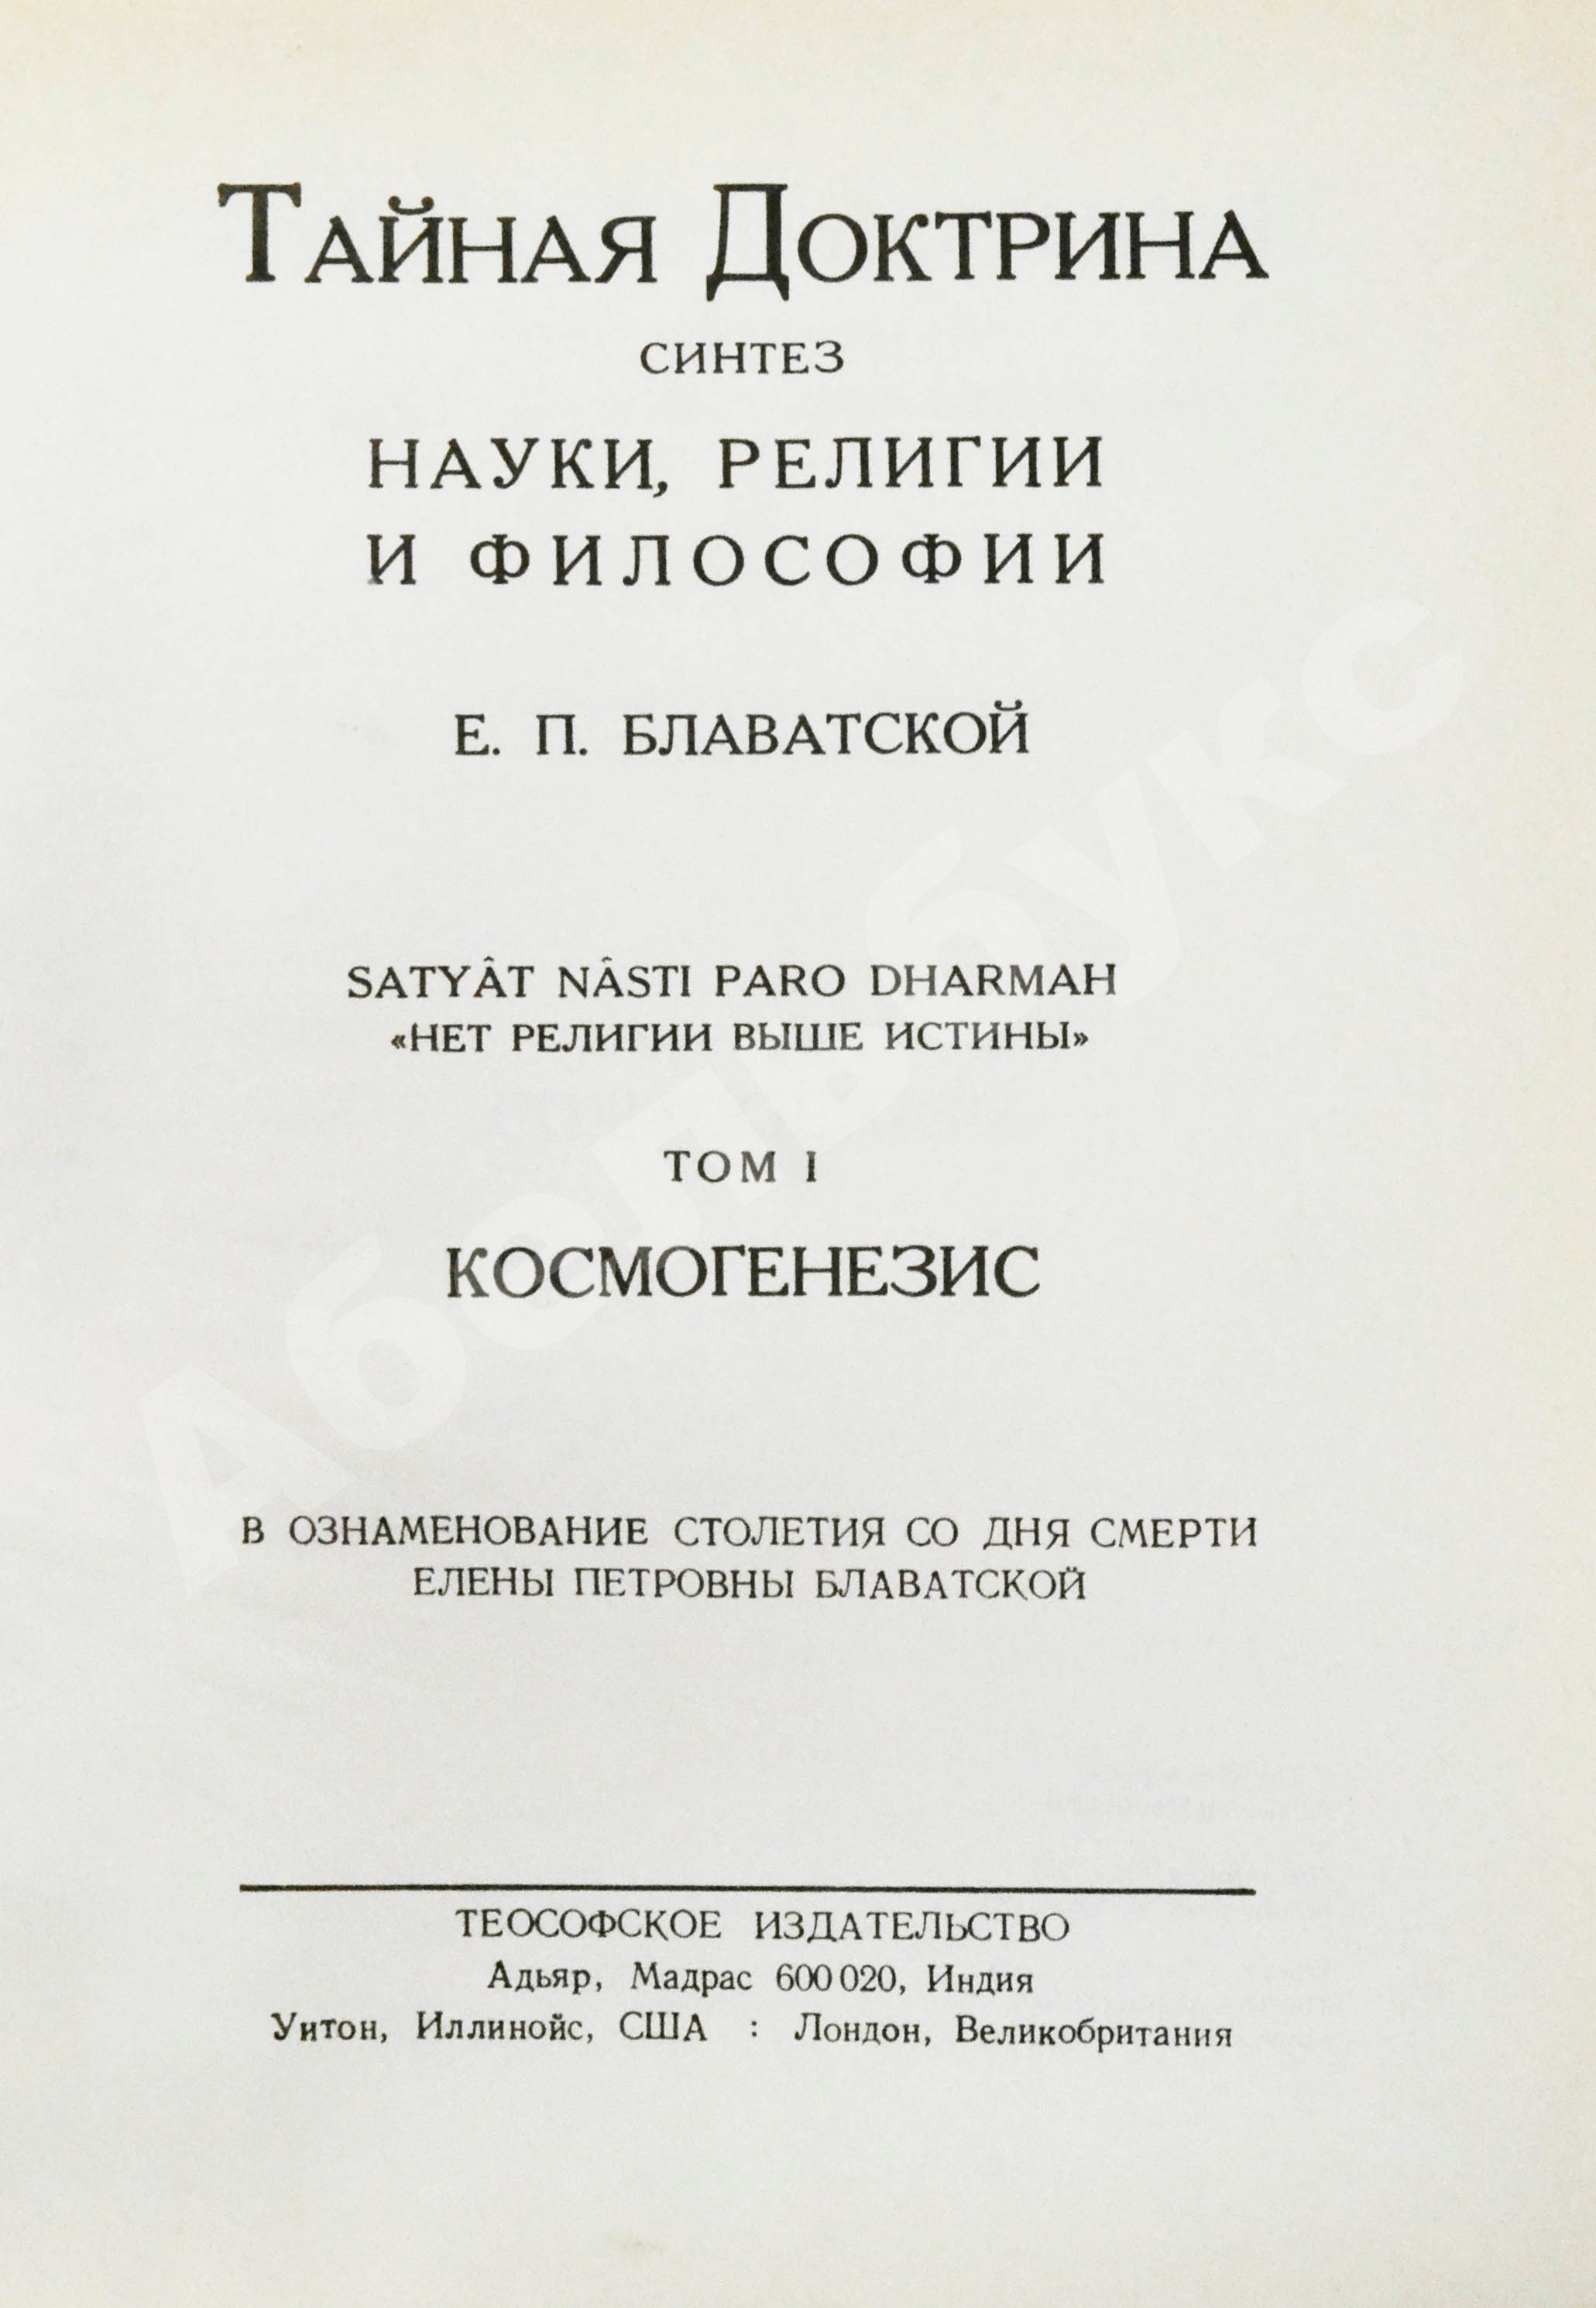 Тайная Доктрина
СИНТЕЗ
НАУКИ, РЕЛИГИИ
И ФИЛОСОФИИ
Е. П. БЛАВАТСКОЙ
SATYÂT NÂSTI PARO DHARMAH
«НЕТ РЕЛИГИИ ВЫШЕ ИСТИНЫ»
ТОМ I
КОСМОГЕНЕЗИС
В ОЗНАМЕНОВАНИЕ СТОЛЕТИЯ СО ДНЯ СМЕРТИ
ЕЛЕНЫ ПЕТРОВНЫ БЛАВАТСКОЙ
ТЕОСОФСКОЕ ИЗДАТЕЛЬСТВО
Адьяр, Мадрас 600 020, Индия
Уитон, Иллинойс, США : Лондон, Великобритания
Абельбукс